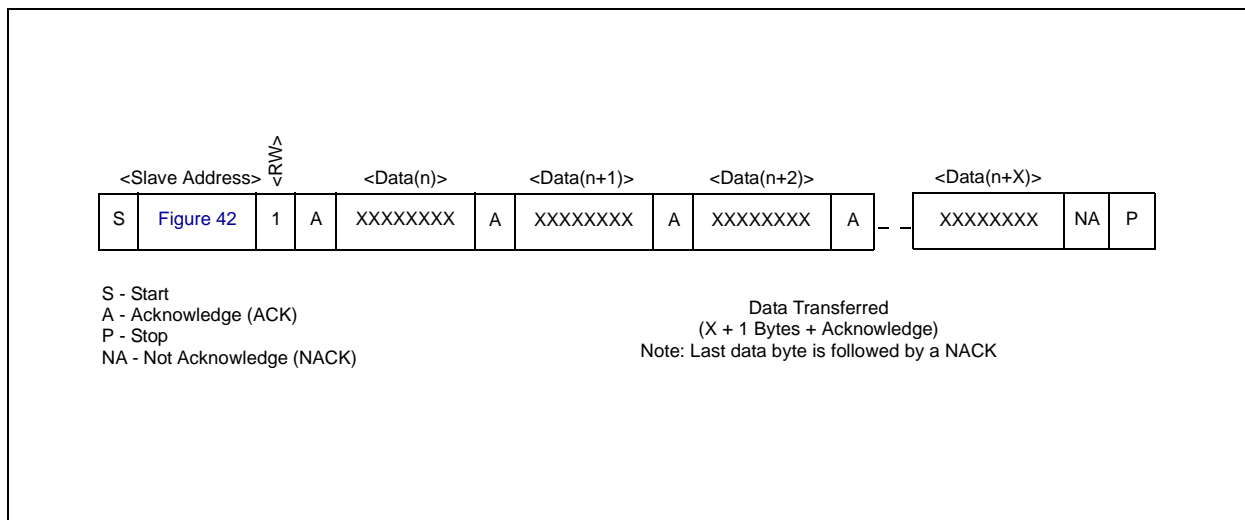 <RW>
<Slave Address> <Data(n)> <Data(n+1)> <Data(n+2)> <Data(n+X)>
S Figure 42 1 A XXXXXXXX A XXXXXXXX A XXXXXXXX A XXXXXXXX NA P
S - Start
A - Acknowledge (ACK)
P - Stop
NA - Not Acknowledge (NACK)
Data Transferred
(X + 1 Bytes + Acknowledge)
Note: Last data byte is followed by a NACK